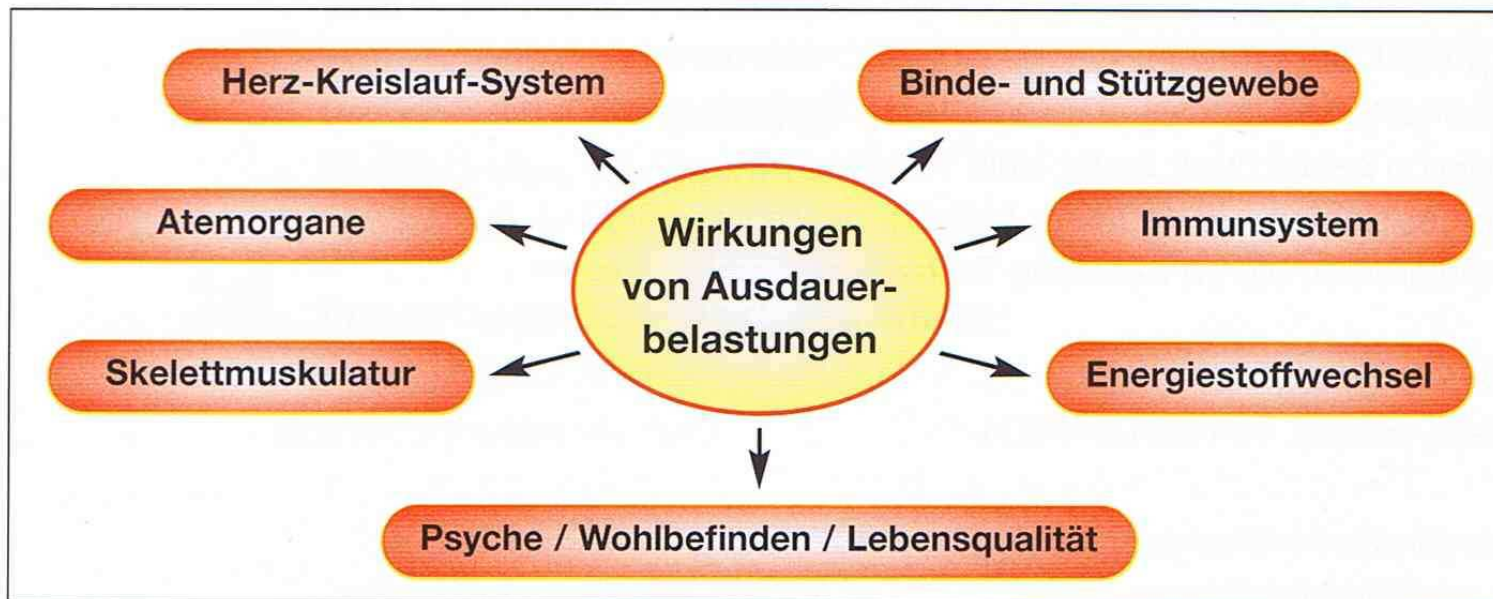 Herz-Kreislauf-System
Binde- und Stützgewebe
Atemorgane
Wirkungen
von Ausdauer-
belastungen
Immunsystem
Skelettmuskulatur
Energiestoffwechsel
Psyche / Wohlbefinden / Lebensqualität